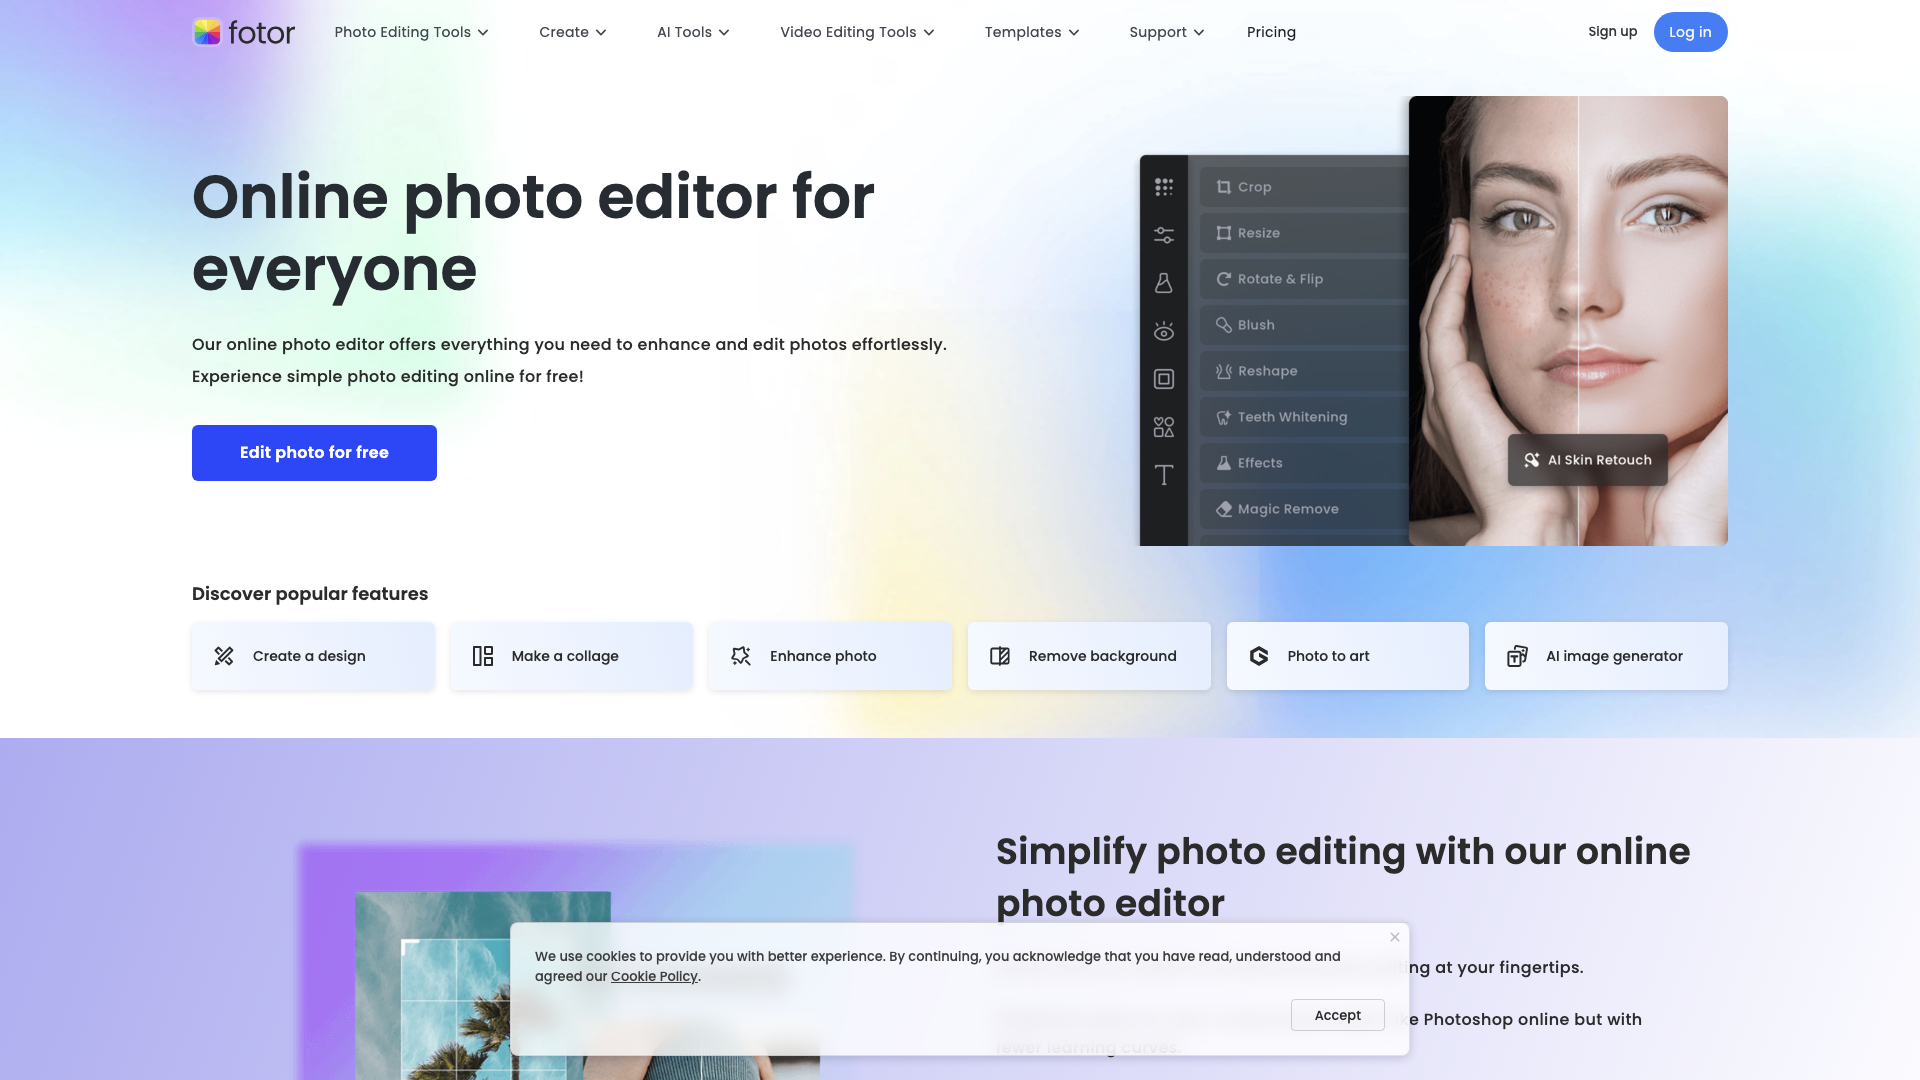 fotor
Photo Editing Tools
Create
AI Tools
Video Editing Tools
Templates
Support
Pricing
Sign up
Log in
Online photo editor for
everyone
Our online photo editor offers everything you need to enhance and edit photos effortlessly.
Experience simple photo editing online for free!
Edit photo for free
Crop
Resize
Rotate & Flip
Blush
Reshape
Teeth Whitening
Effects
Magic Remove
AI Skin Retouch
Discover popular features
Create a design
Make a collage
Enhance photo
Remove background
Photo to art
AI image generator
Simplify photo editing with our online
photo editor
ting at your fingertips.
Photoshop online but with
fewer learning curves.
We use cookies to provide you with better experience. By continuing, you acknowledge that you have read, understood and
agreed our Cookie Policy.
Accept